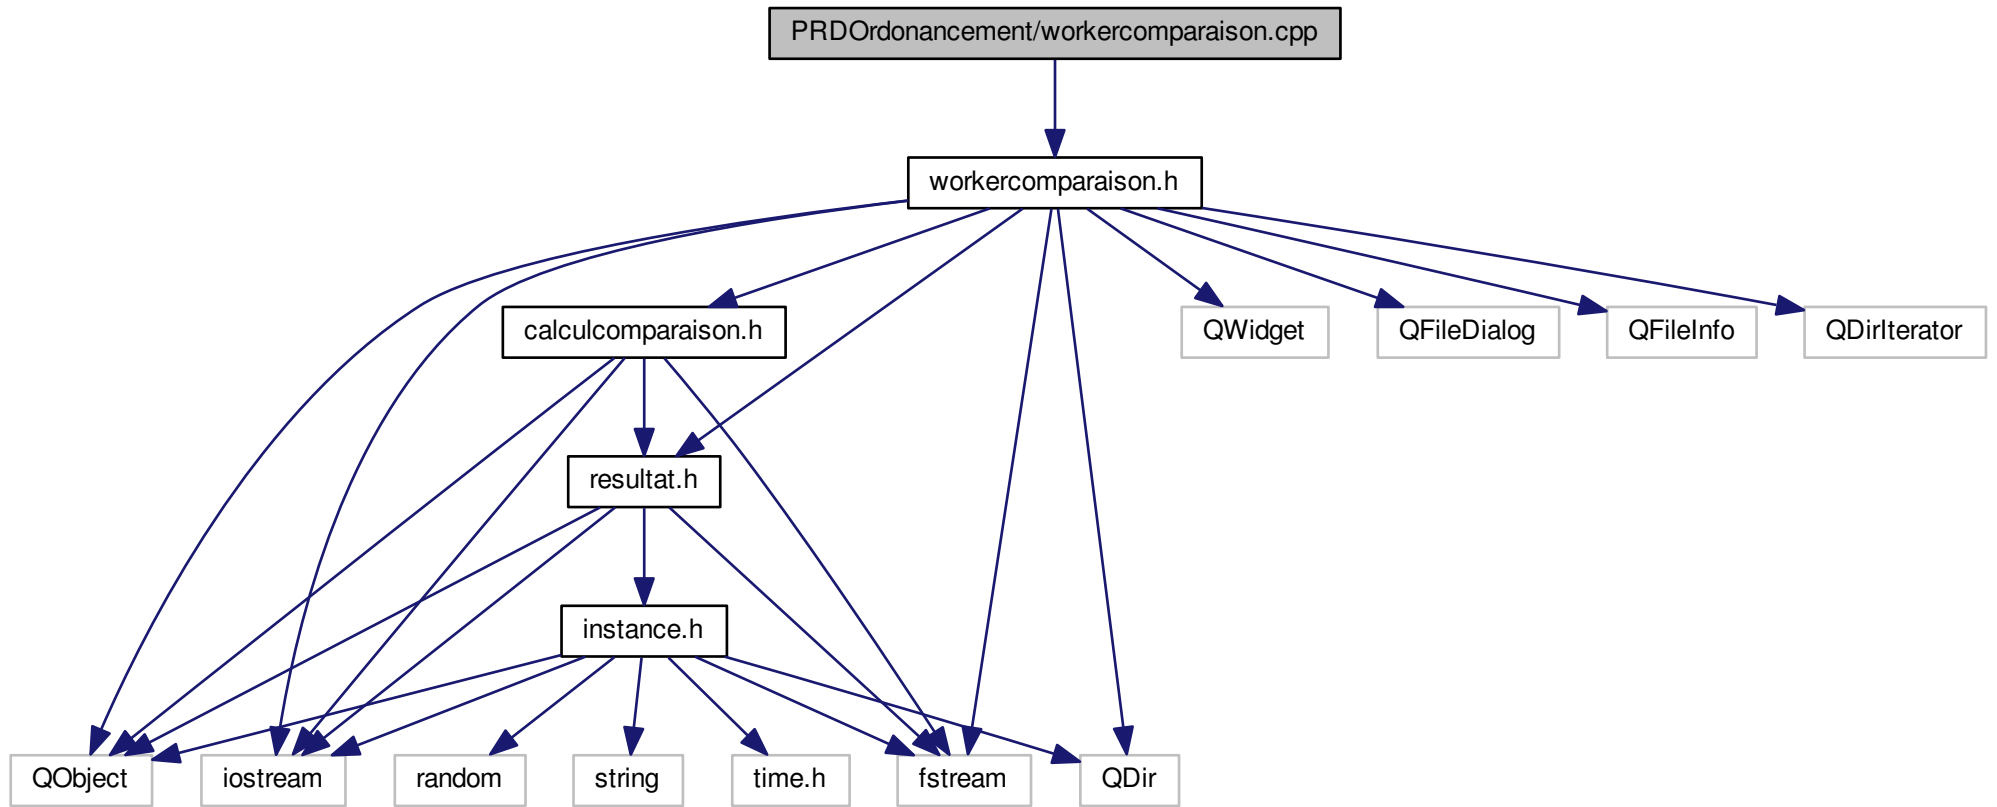 PRDOrdonancement/workercomparaison.cpp
workercomparaison.h
calculcomparaison.h
QWidget
QFileDialog
QFileInfo
QDirIterator
resultat.h
instance.h
QObject
iostream
random
string
time.h
fstream
QDir